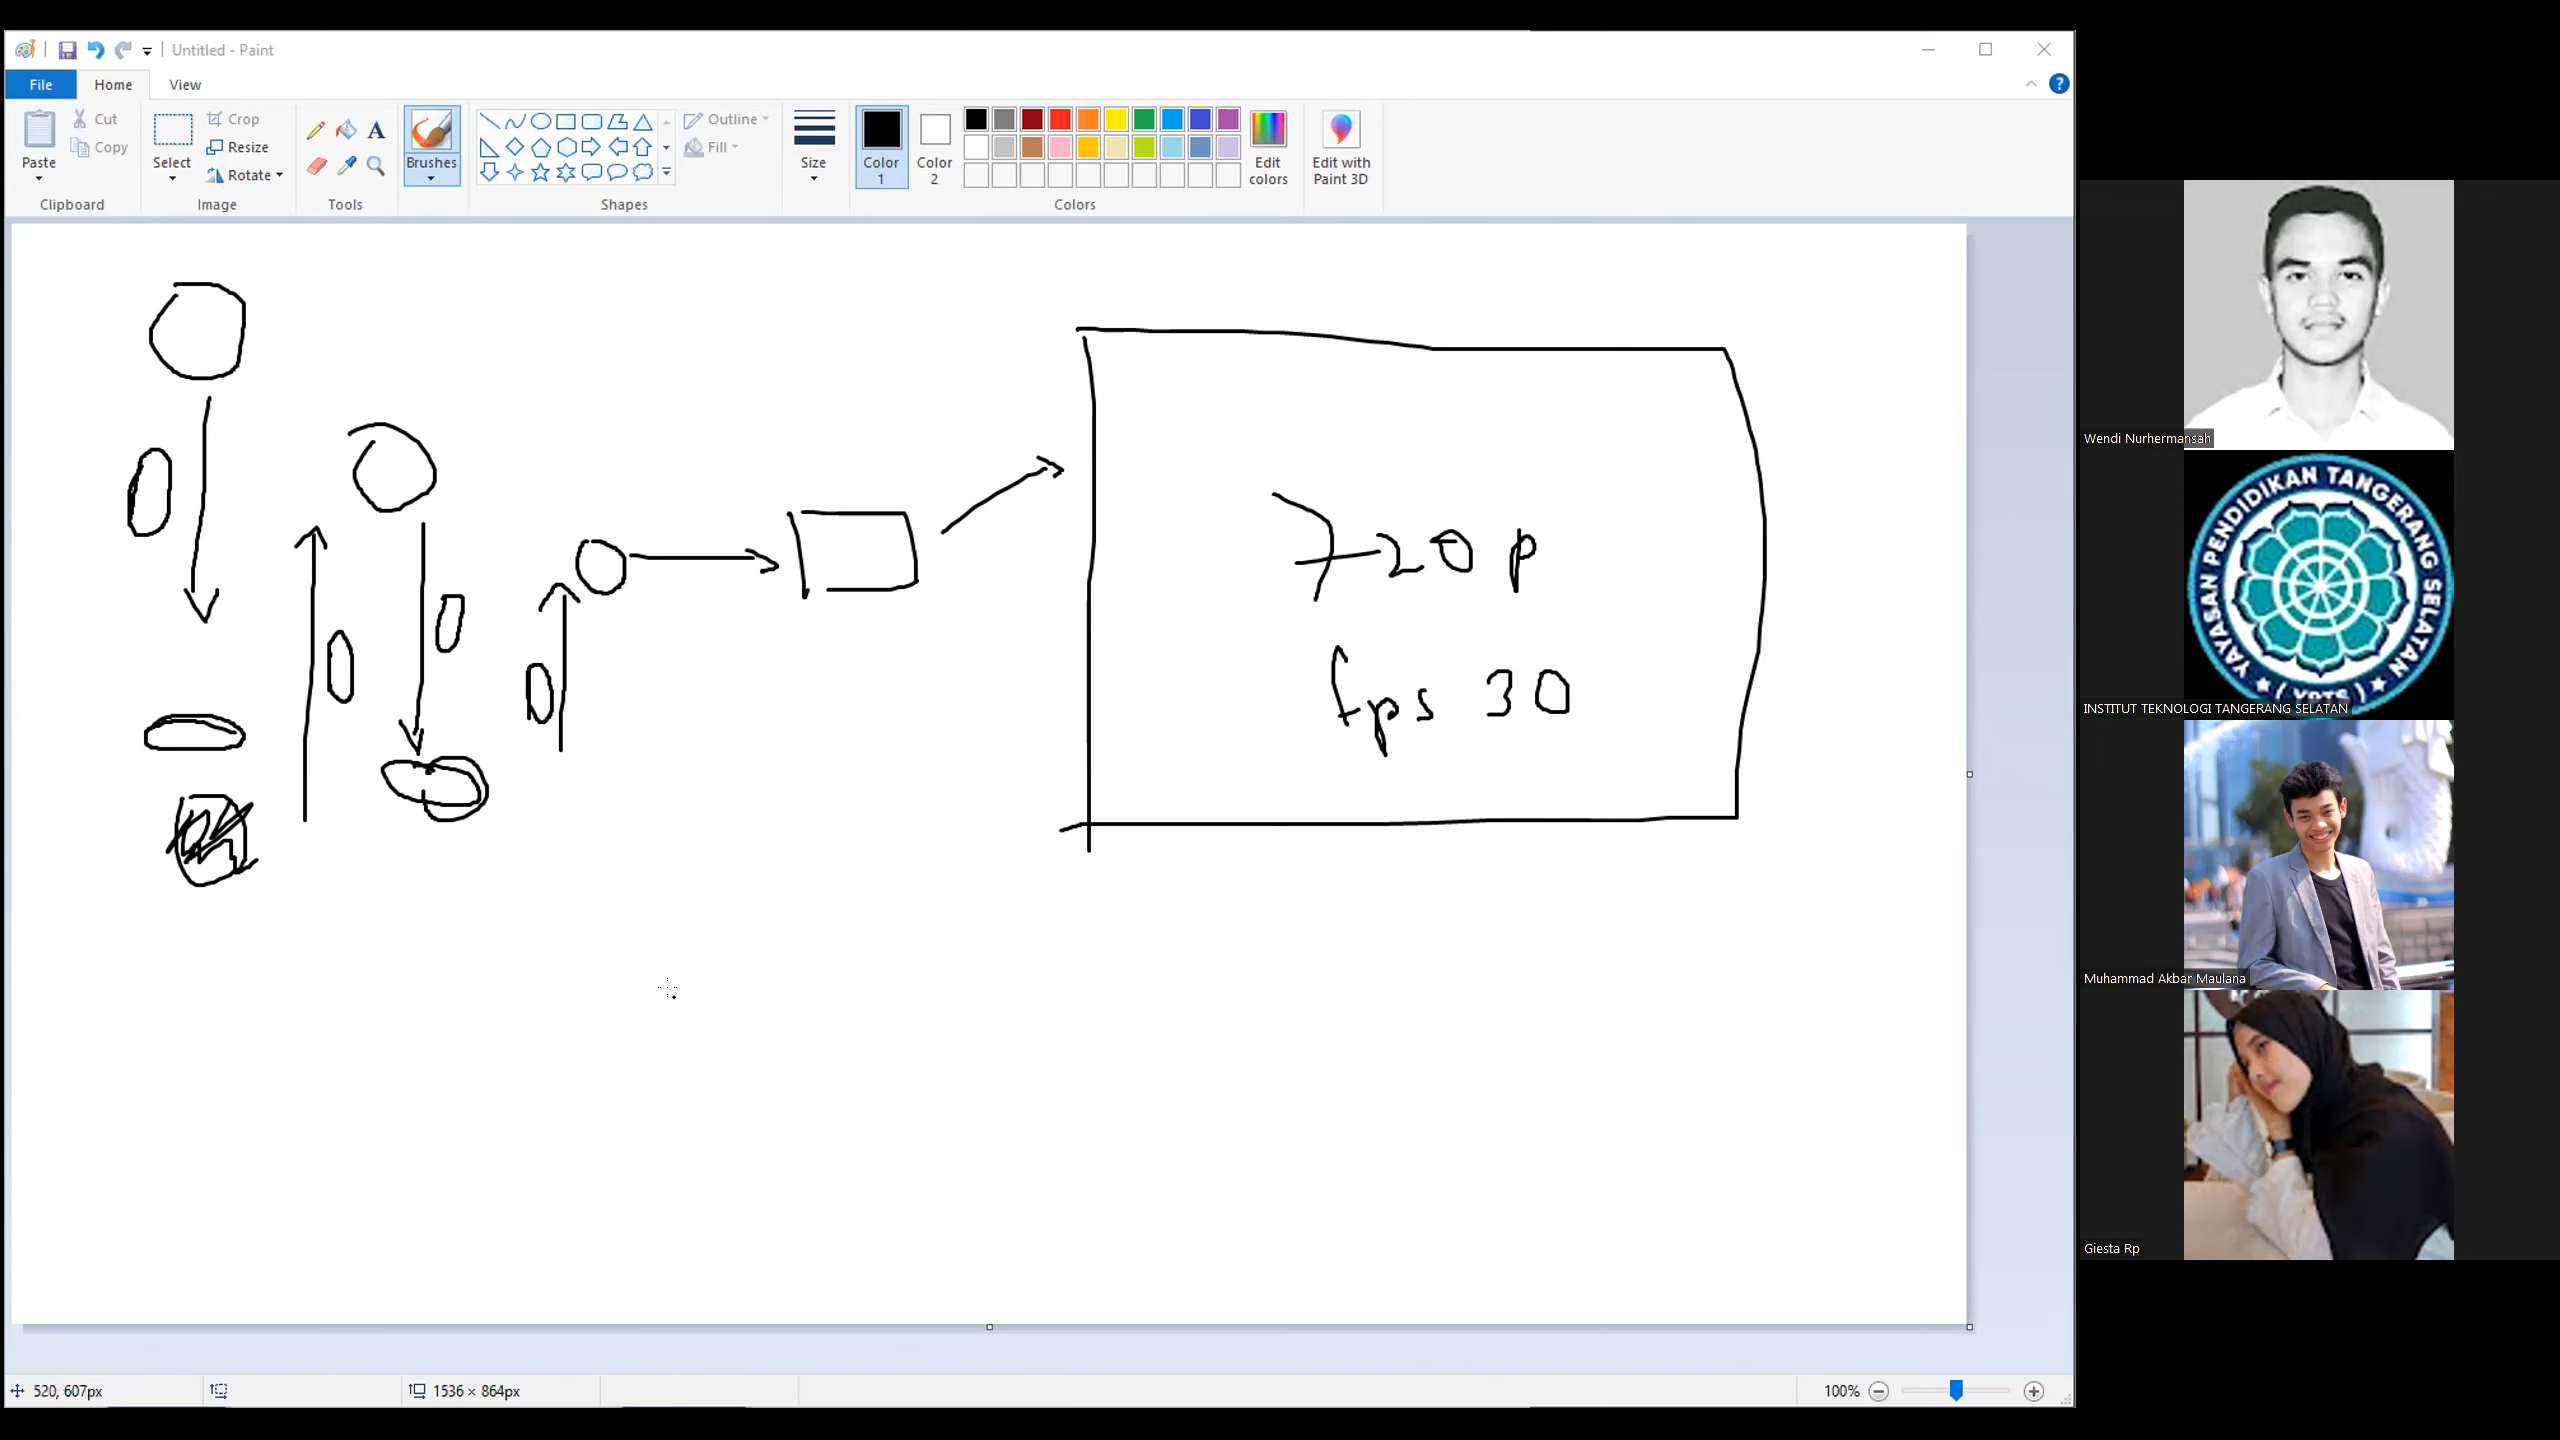 Untitled - Paint
File
Home
View
Paste
Cut
Copy
Clipboard
Select
Crop
Resize
Rotate
Image
Tools
Brushes
Shapes
Outline
Fill
Size
Color 1
Color 2
Edit colors
Edit with Paint 3D
Colors
720 p
fps 30
520, 607px
1536 × 864px
100%
Wendi Nurhermansah
YAYASAN PENDIDIKAN TANGERANG SELATAN
( YPTS )
INSTITUT TEKNOLOGI TANGERANG SELATAN
Muhammad Akbar Maulana
Giesta Rp